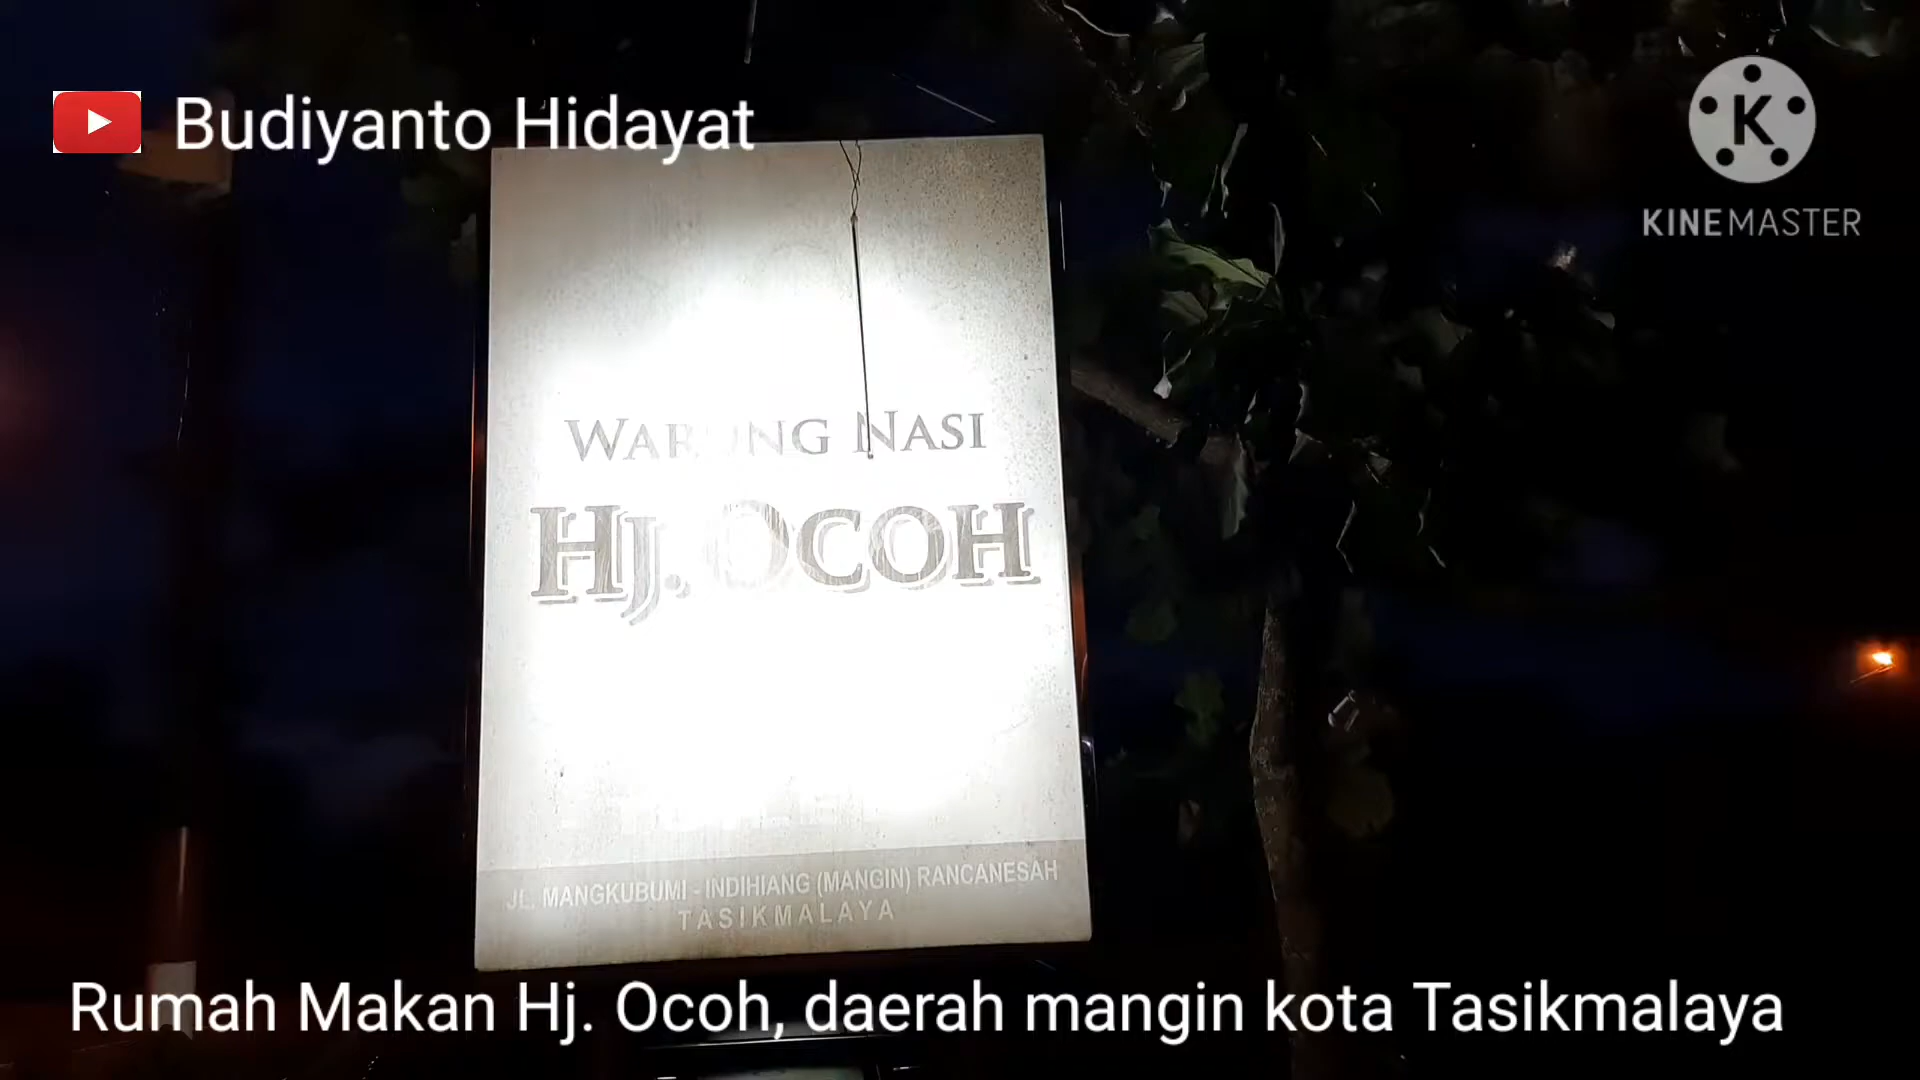 Budiyanto Hidayat
K
KINEMASTER
WARUNG NASI
HJ. OCOH
JL. MANGKUBUMI - INDIHIANG (MANGIN) RANCANESAH
TASIKMALAYA
Rumah Makan Hj. Ocoh, daerah mangin kota Tasikmalaya